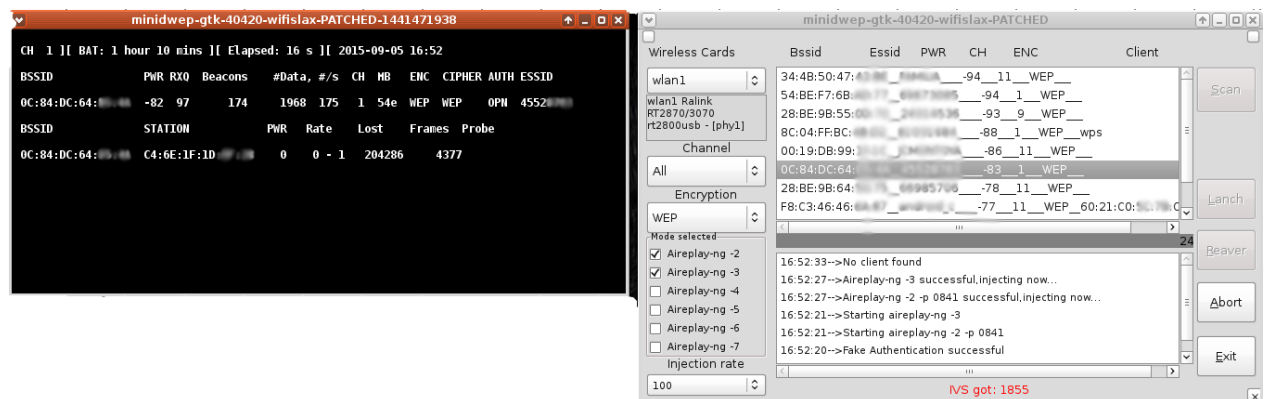 minidwep-gtk-40420-wifislax-PATCHED-1441471938
CH 1 ][ BAT: 1 hour 10 mins ][ Elapsed: 16 s ][ 2015-09-05 16:52
BSSID PWR RXQ Beacons #Data, #/s CH MB ENC CIPHER AUTH ESSID
0C:84:DC:64: -82 97 174 1968 175 1 54e WEP WEP OPN 4552
BSSID STATION PWR Rate Lost Frames Probe
0C:84:DC:64: C4:6E:1F:1D 0 0 - 1 204286 4377
minidwep-gtk-40420-wifislax-PATCHED
Wireless Cards
wlan1
wlan1 Ralink
RT2870/3070
rt2800usb - [phy1]
Channel
All
Encryption
WEP
Mode selected
Aireplay-ng -2
Aireplay-ng -3
Aireplay-ng -4
Aireplay-ng -5
Aireplay-ng -6
Aireplay-ng -7
Injection rate
100
Bssid Essid PWR CH ENC Client
34:4B:50:47: ___-94__11__WEP__
54:BE:F7:6B: ___-94__1__WEP__
28:BE:9B:55: ___-93__9__WEP__
8C:04:FF:BC: ___-88__1__WEP__wps
00:19:DB:99: ___-86__11__WEP__
0C:84:DC:64: ___-83__1__WEP__
28:BE:9B:64: ___-78__11__WEP__
F8:C3:46:46: ___-77__11__WEP__60:21:C0:
24
16:52:33-->No client found
16:52:27-->Aireplay-ng -3 successful,injecting now...
16:52:27-->Aireplay-ng -2 -p 0841 successful,injecting now...
16:52:21-->Starting aireplay-ng -3
16:52:21-->Starting aireplay-ng -2 -p 0841
16:52:20-->Fake Authentication successful
IVS got: 1855
Scan
Lanch
Reaver
Abort
Exit